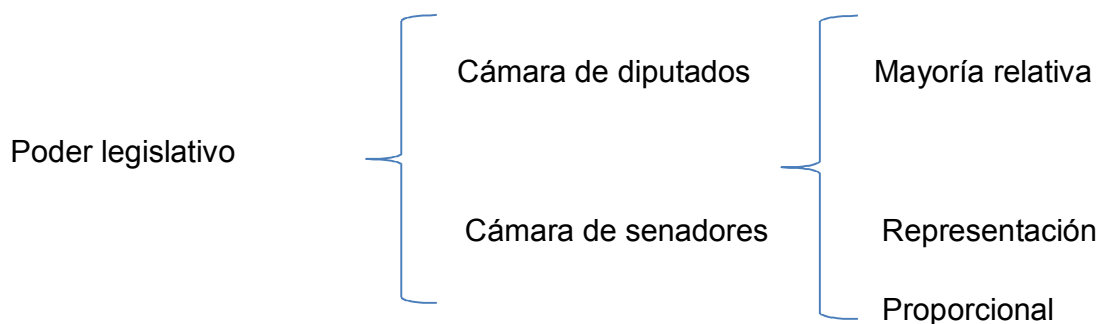 Cámara de diputados
Mayoría relativa
Poder legislativo
Cámara de senadores
Representación
Proporcional